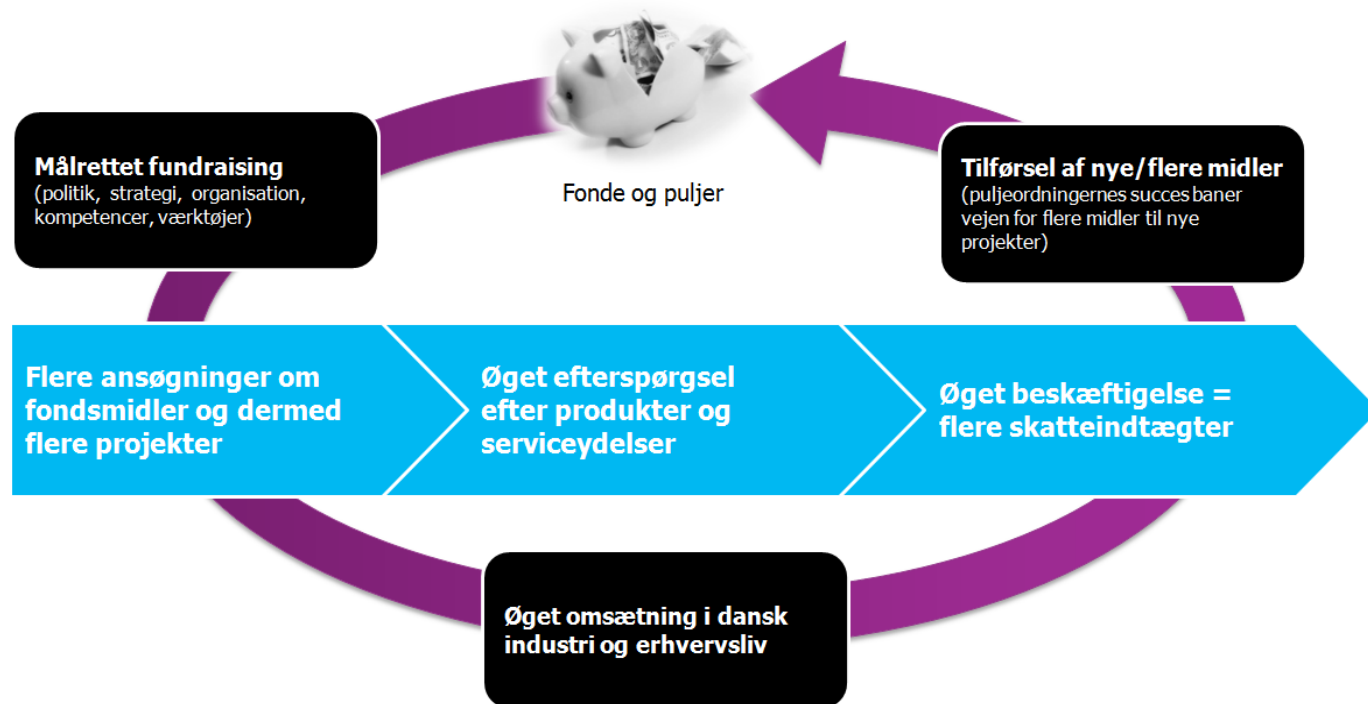 Fonde og puljer
Målrettet fundraising
(politik, strategi, organisation,
kompetencer, værktøjer)
Tilførsel af nye/flere midler
(puljeordningernes succes baner
vejen for flere midler til nye
projekter)
Flere ansøgninger om
fondsmidler og dermed
flere projekter
Øget efterspørgsel
efter produkter og
serviceydelser
Øget beskæftigelse =
flere skatteindtægter
Øget omsætning i dansk
industri og erhvervsliv